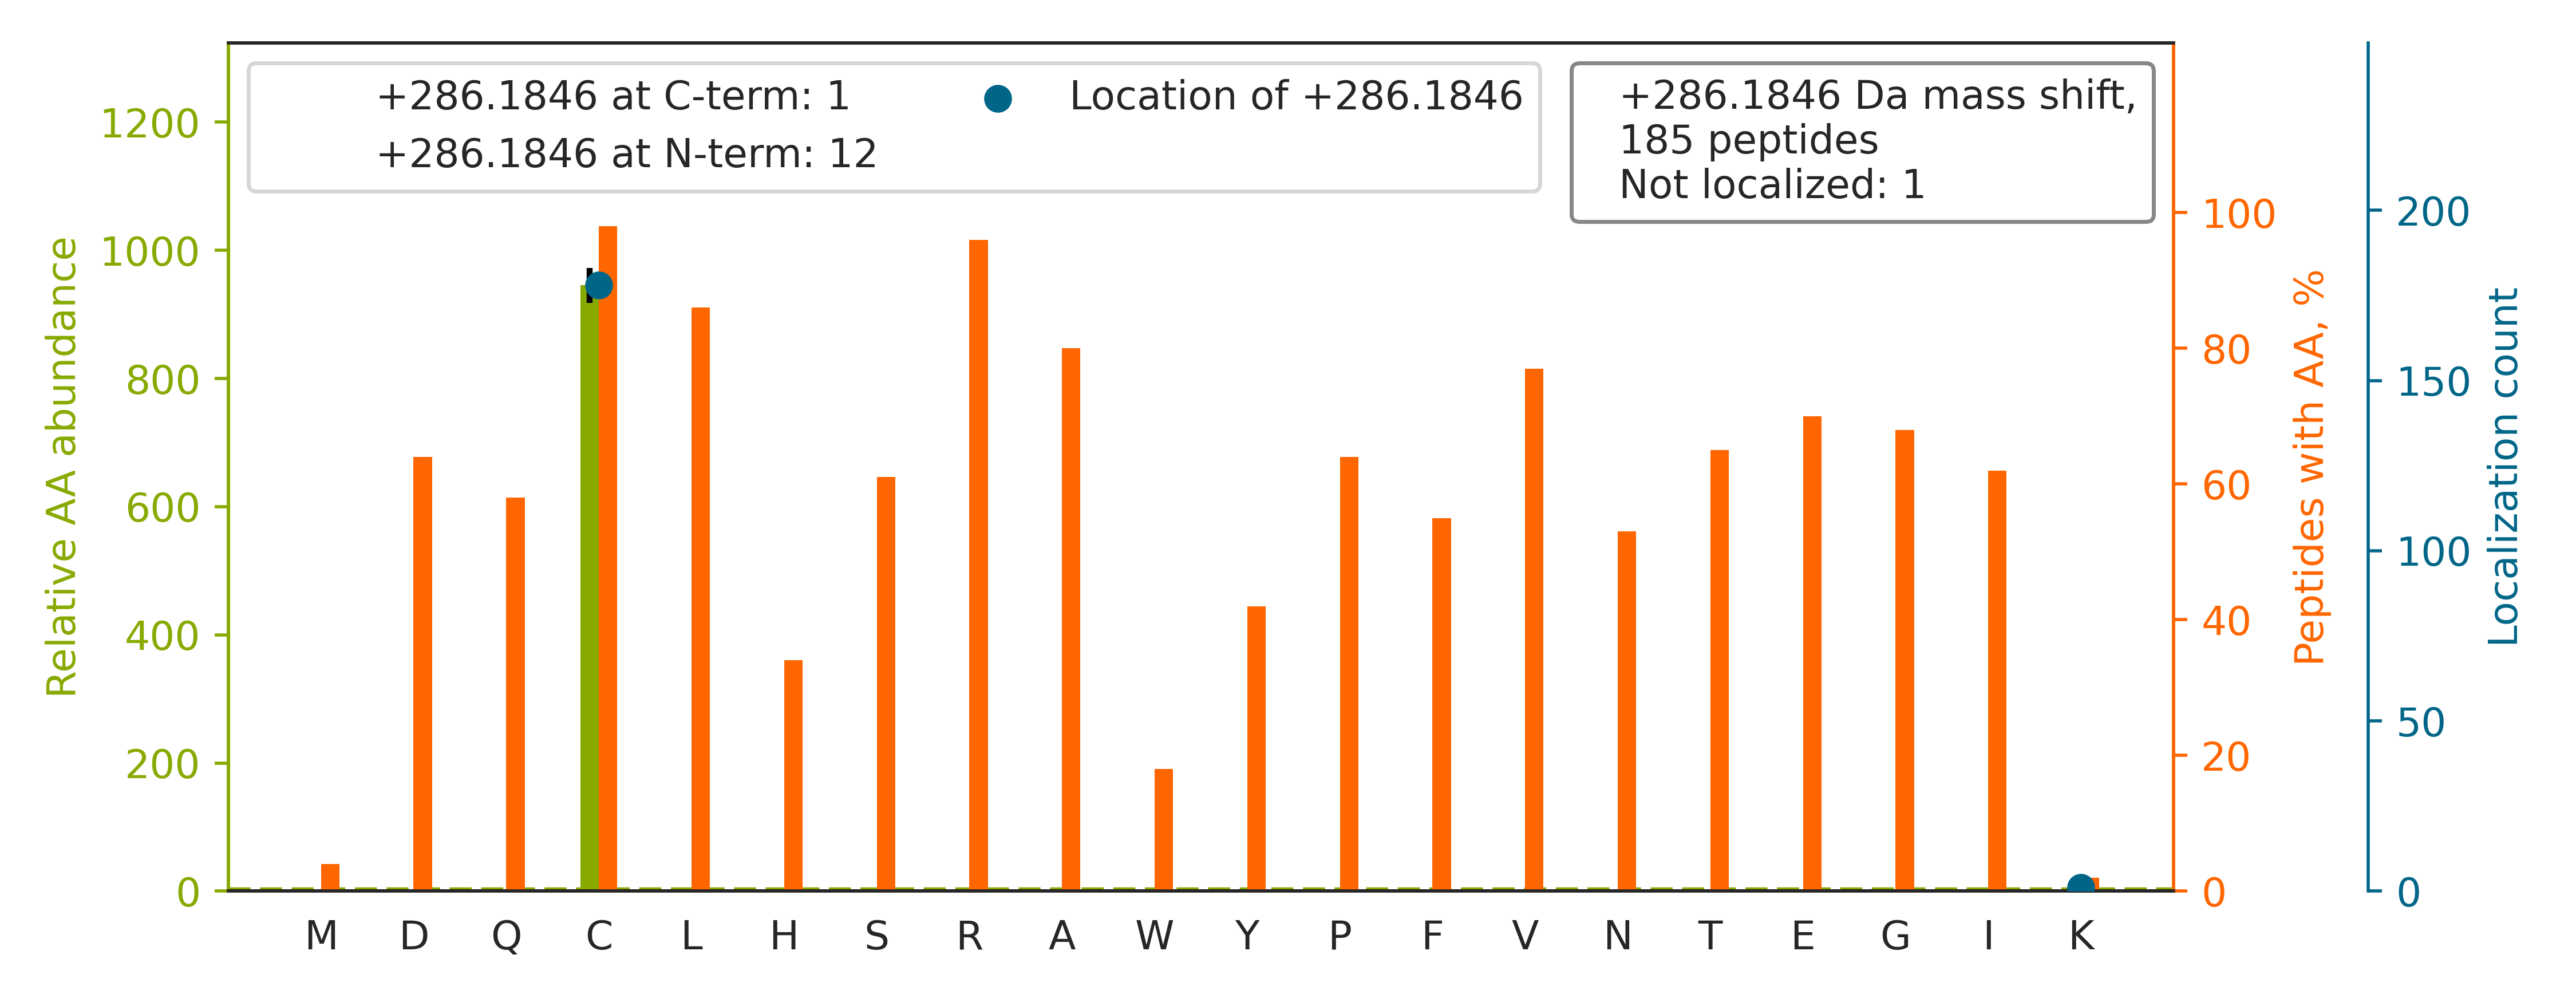 +286.1846 at C-term: 1
+286.1846 at N-term: 12
Location of +286.1846
+286.1846 Da mass shift,
185 peptides
Not localized: 1
Relative AA abundance
1200
1000
800
600
400
200
0
100
80
60
40
20
0
Peptides with AA, %
200
150
100
50
0
Localization count
M D Q C L H S R A W Y P F V N T E G I K